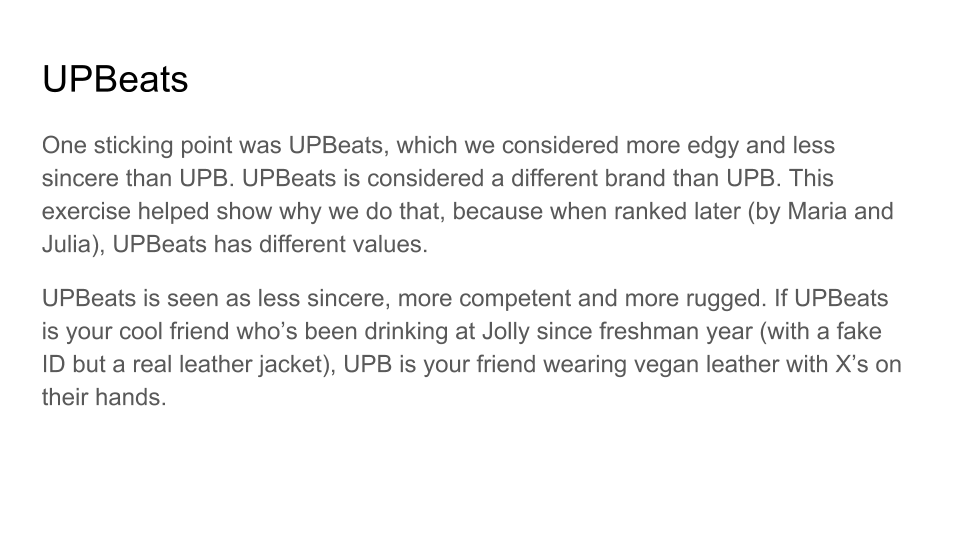 UPBeats
One sticking point was UPBeats, which we considered more edgy and less
sincere than UPB. UPBeats is considered a different brand than UPB. This
exercise helped show why we do that, because when ranked later (by Maria and
Julia), UPBeats has different values.
UPBeats is seen as less sincere, more competent and more rugged. If UPBeats
is your cool friend who’s been drinking at Jolly since freshman year (with a fake
ID but a real leather jacket), UPB is your friend wearing vegan leather with X’s on
their hands.